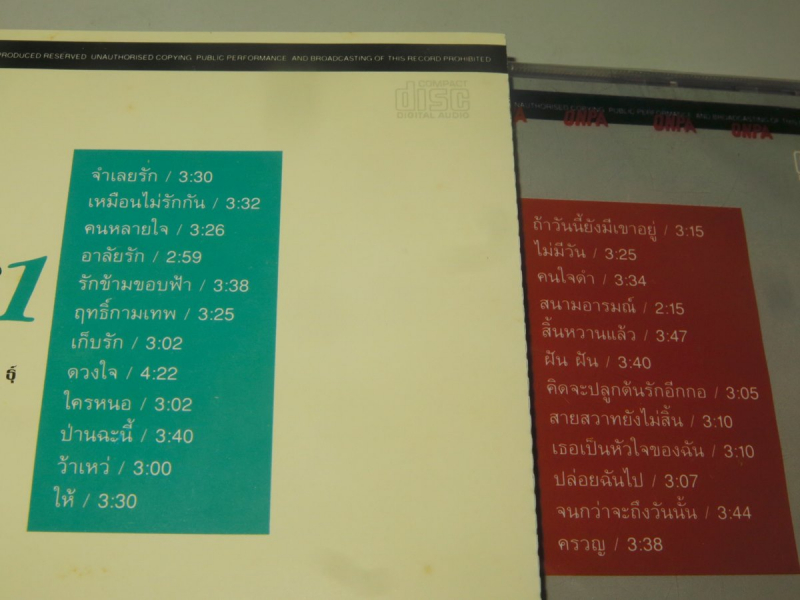 PRODUCED RESERVED UNAUTHORISED COPYING PUBLIC PERFORMANCE AND BROADCASTING OF THIS RECORD PROHIBITED
COMPACT
disc
DIGITAL AUDIO
จำเลยรัก / 3:30
เหมือนไม่รักกัน / 3:32
คนหลายใจ / 3:26
อาลัยรัก / 2:59
รักข้ามขอบฟ้า / 3:38
ฤทธิ์กามเทพ / 3:25
เก็บรัก / 3:02
ดวงใจ / 4:22
ใครหนอ / 3:02
ป่านฉะนี้ / 3:40
ว้าเหว่ / 3:00
ให้ / 3:30
1
UNAUTHORISED COPYING PUBLIC PERFORMANCE AND BROADCASTING OF THIS
ONPA ONPA ONPA
ถ้าวันนี้ยังมีเขาอยู่ / 3:15
ไม่มีวัน / 3:25
คนใจดำ / 3:34
สนามอารมณ์ / 2:15
สิ้นหวานแล้ว / 3:47
ฝัน ฝัน / 3:40
คิดจะปลูกต้นรักอีกกอ / 3:05
สายสวาทยังไม่สิ้น / 3:10
เธอเป็นหัวใจของฉัน / 3:10
ปล่อยฉันไป / 3:07
จนกว่าจะถึงวันนั้น / 3:44
ครวญ / 3:38